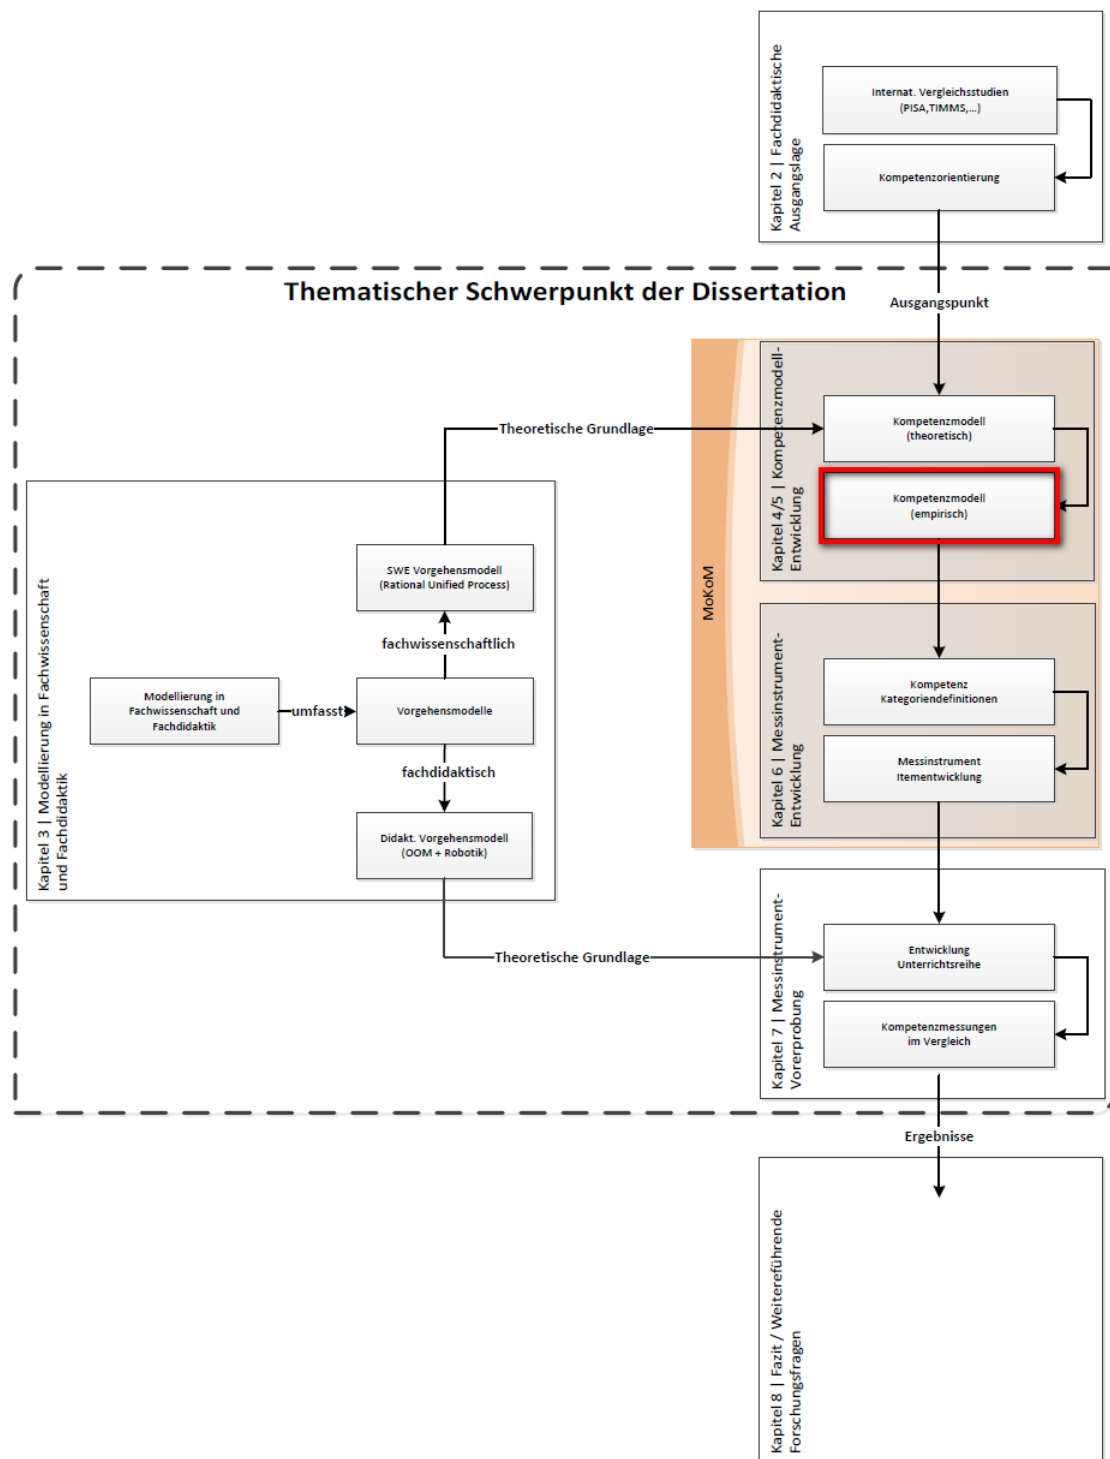 Kapitel 2 | Fachdidaktische
Ausgangslage
Internat. Vergleichsstudien
(PISA,TIMMS,...)
Kompetenzorientierung
Thematischer Schwerpunkt der Dissertation
Ausgangspunkt
MoKoM
Kapitel 4/5 | Kompetenzmodell-
Entwicklung
Kompetenzmodell
(theoretisch)
Kompetenzmodell
(empirisch)
Theoretische Grundlage
Kapitel 3 | Modellierung in Fachwissenschaft
und Fachdidaktik
SWE Vorgehensmodell
(Rational Unified Process)
fachwissenschaftlich
Modellierung in
Fachwissenschaft und
Fachdidaktik
umfasst
Vorgehensmodelle
fachdidaktisch
Didakt. Vorgehensmodell
(OOM + Robotik)
Kapitel 6 | Messinstrument-
Entwicklung
Kompetenz
Kategoriendefinitionen
Messinstrument
Itementwicklung
Theoretische Grundlage
Kapitel 7 | Messinstrument-
Vorerprobung
Entwicklung
Unterrichtsreihe
Kompetenzmessungen
im Vergleich
Ergebnisse
Kapitel 8 | Fazit / Weitereführende
Forschungsfragen